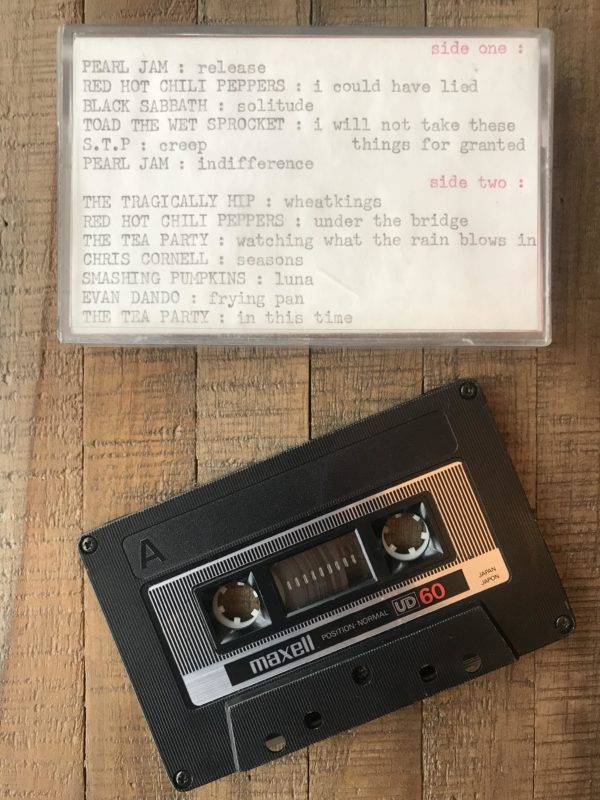 side one :
PEARL JAM : release
RED HOT CHILI PEPPERS : i could have lied
BLACK SABBATH : solitude
TOAD THE WET SPROCKET : i will not take these
S.T.P : creep things for granted
PEARL JAM : indifference
side two :
THE TRAGICALLY HIP : wheatkings
RED HOT CHILI PEPPERS : under the bridge
THE TEA PARTY : watching what the rain blows in
CHRIS CORNELL : seasons
SMASHING PUMPKINS : luna
EVAN DANDO : frying pan
THE TEA PARTY : in this time
A
maxell POSITION-NORMAL UD 60
JAPAN
JAPON